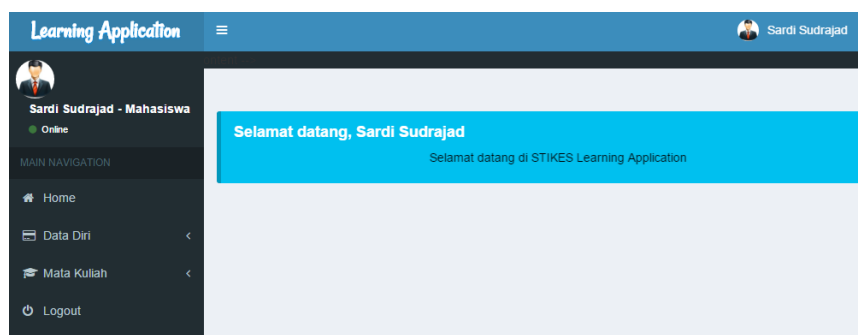 Learning Application
Sardi Sudrajad
Sardi Sudrajad - Mahasiswa
Online
MAIN NAVIGATION
Home
Data Diri
Mata Kuliah
Logout
Selamat datang, Sardi Sudrajad
Selamat datang di STIKES Learning Application